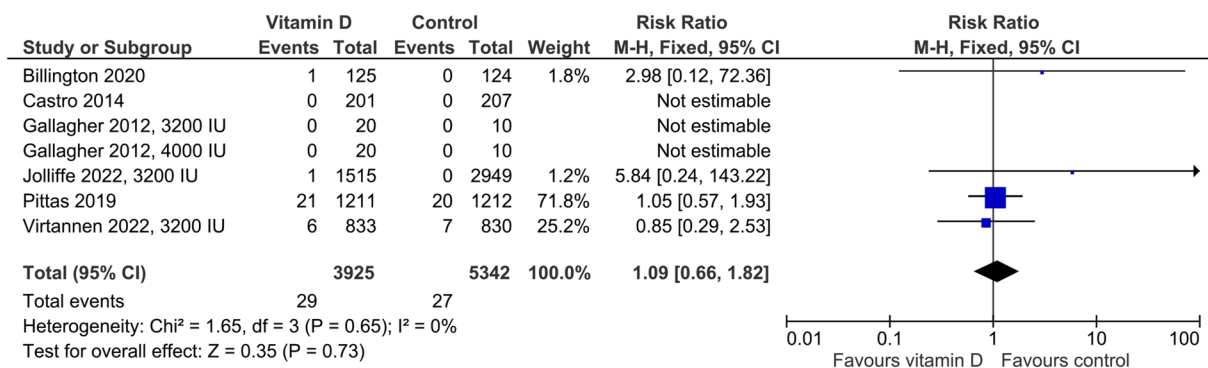 Vitamin D Control Risk Ratio Risk Ratio
Study or Subgroup Events Total Events Total Weight M-H, Fixed, 95% CI M-H, Fixed, 95% CI
Billington 2020 1 125 0 124 1.8% 2.98 [0.12, 72.36]
Castro 2014 0 201 0 207 Not estimable
Gallagher 2012, 3200 IU 0 20 0 10 Not estimable
Gallagher 2012, 4000 IU 0 20 0 10 Not estimable
Jolliffe 2022, 3200 IU 1 1515 0 2949 1.2% 5.84 [0.24, 143.22]
Pittas 2019 21 1211 20 1212 71.8% 1.05 [0.57, 1.93]
Virtannen 2022, 3200 IU 6 833 7 830 25.2% 0.85 [0.29, 2.53]
Total (95% CI) 3925 5342 100.0% 1.09 [0.66, 1.82]
Total events 29 27
Heterogeneity: Chi² = 1.65, df = 3 (P = 0.65); I² = 0%
Test for overall effect: Z = 0.35 (P = 0.73)
0.01 0.1 1 10 100
Favours vitamin D Favours control